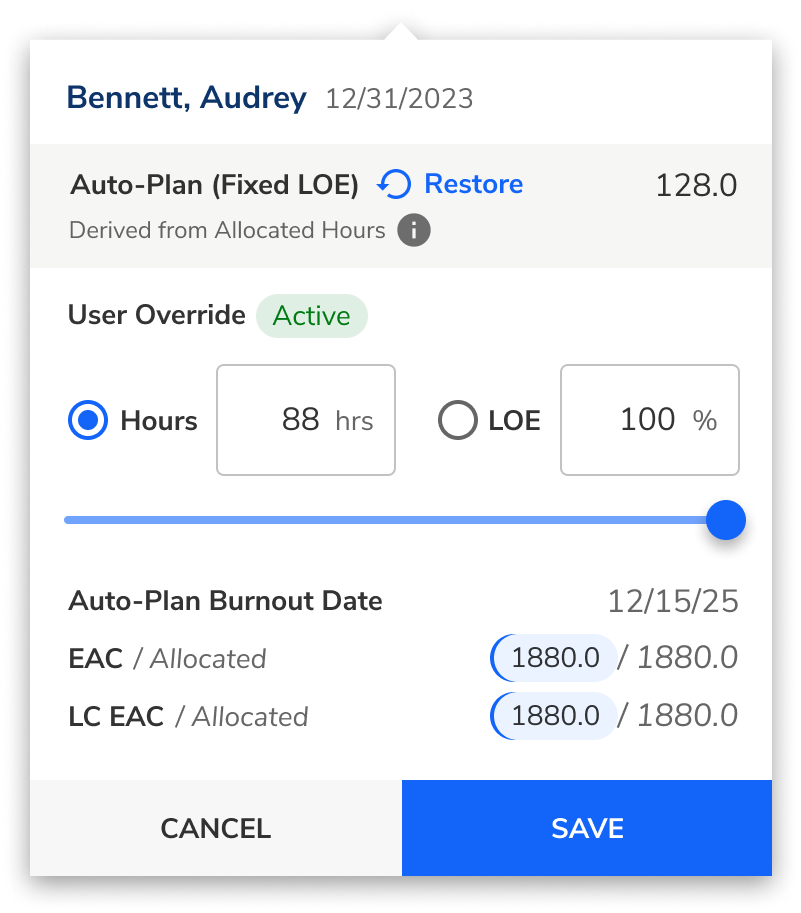 Bennett, Audrey 12/31/2023
Auto-Plan (Fixed LOE) Restore 128.0
Derived from Allocated Hours i
User Override Active
Hours 88 hrs LOE 100 %
Auto-Plan Burnout Date 12/15/25
EAC / Allocated 1880.0 / 1880.0
LC EAC / Allocated 1880.0 / 1880.0
CANCEL SAVE